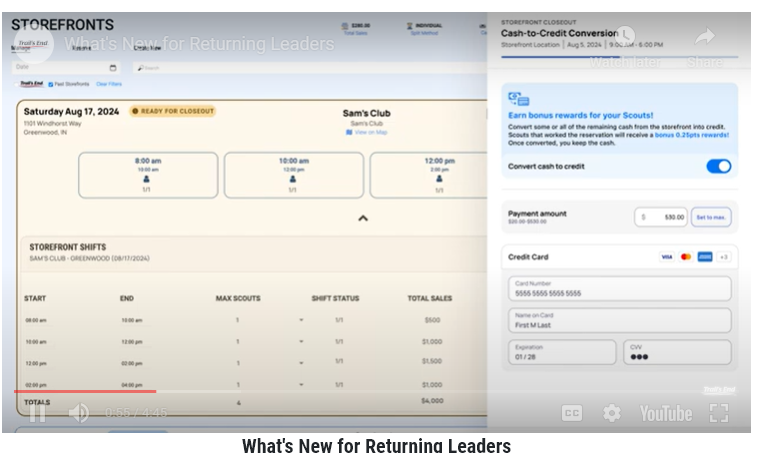 STOREFRONTS
$280.00
Total Sales
INDIVIDUAL
Split Method
Trail's End
What's New for Returning Leaders
Manage
Reserve
Create New
Date
Search
Trail's End
Past Storefronts
Clear Filters
Saturday Aug 17, 2024
READY FOR CLOSEOUT
1101 Windhorst Way
Greenwood, IN
Sam's Club
Sam's Club
View on Map
8:00 am
10:00 am
1/1
10:00 am
12:00 pm
1/1
12:00 pm
2:00 pm
1/1
STOREFRONT SHIFTS
SAM'S CLUB - GREENWOOD (08/17/2024)
START END MAX SCOUTS SHIFT STATUS TOTAL SALES
08:00 am 10:00 am 1 1/1 $500
10:00 am 12:00 pm 1 1/1 $1,000
12:00 pm 02:00 pm 1 1/1 $1,500
02:00 pm 04:00 pm 1 1/1 $1,000
TOTALS 4 $4,000
STOREFRONT CLOSEOUT
Cash-to-Credit Conversion
Storefront Location | Aug 5, 2024 | 9:00 AM - 6:00 PM
Watch later
Share
Earn bonus rewards for your Scouts!
Convert some or all of the remaining cash from the storefront into credit.
Scouts that worked the reservation will receive a bonus 0.25pts rewards!
Once converted, you keep the cash.
Convert cash to credit
Payment amount
$ 530.00
Set to max.
Credit Card
VISA
+3
Card Number
5555 5555 5555 5555
Name on Card
First M Last
Expiration
01 / 28
CVV
Trail's End
0:55 / 4:45
CC
YouTube
What's New for Returning Leaders